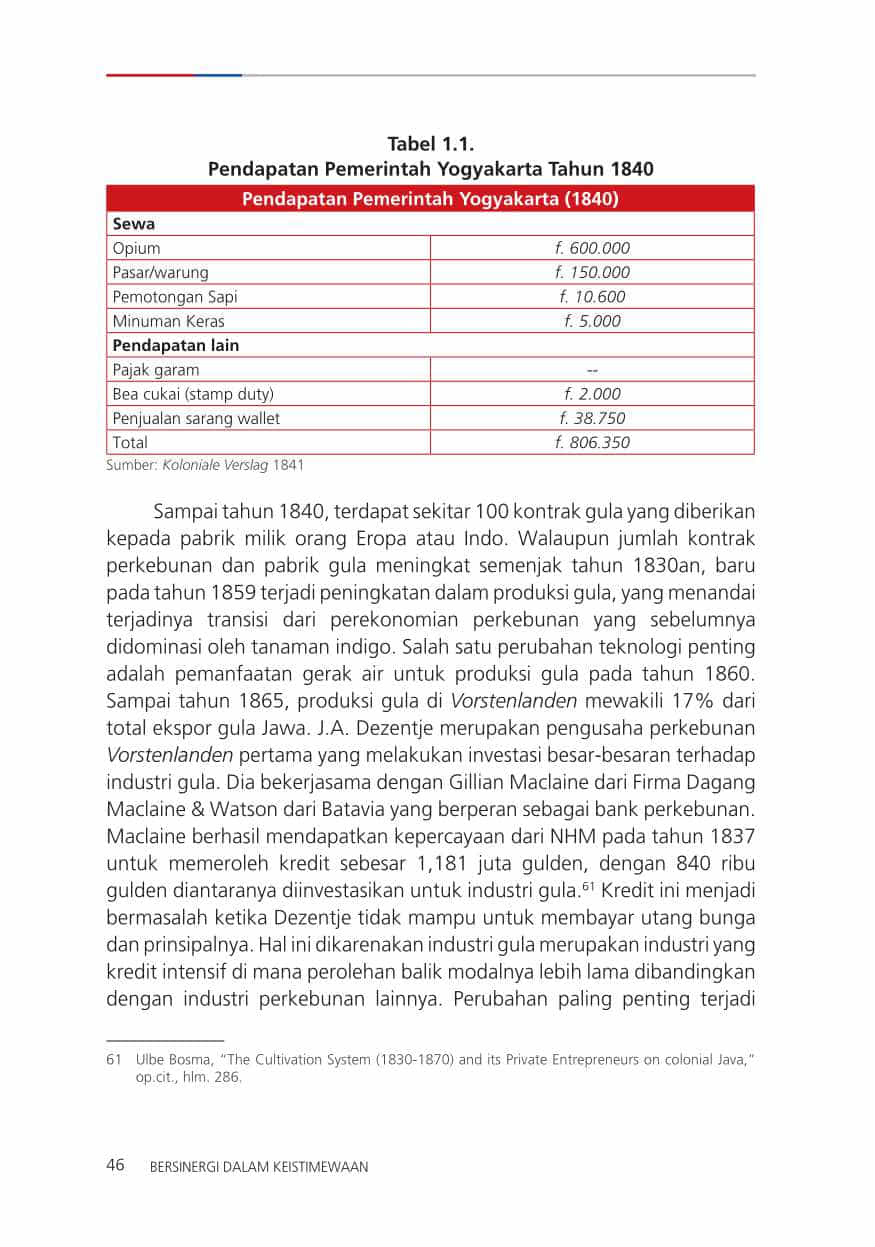 Tabel 1.1.
Pendapatan Pemerintah Yogyakarta Tahun 1840
Pendapatan Pemerintah Yogyakarta (1840)
Sewa
Opium f. 600.000
Pasar/warung f. 150.000
Pemotongan Sapi f. 10.600
Minuman Keras f. 5.000
Pendapatan lain
Pajak garam --
Bea cukai (stamp duty) f. 2.000
Penjualan sarang wallet f. 38.750
Total f. 806.350
Sumber: Koloniale Verslag 1841
Sampai tahun 1840, terdapat sekitar 100 kontrak gula yang diberikan
kepada pabrik milik orang Eropa atau Indo. Walaupun jumlah kontrak
perkebunan dan pabrik gula meningkat semenjak tahun 1830an, baru
pada tahun 1859 terjadi peningkatan dalam produksi gula, yang menandai
terjadinya transisi dari perekonomian perkebunan yang sebelumnya
didominasi oleh tanaman indigo. Salah satu perubahan teknologi penting
adalah pemanfaatan gerak air untuk produksi gula pada tahun 1860.
Sampai tahun 1865, produksi gula di Vorstenlanden mewakili 17% dari
total ekspor gula Jawa. J.A. Dezentje merupakan pengusaha perkebunan
Vorstenlanden pertama yang melakukan investasi besar-besaran terhadap
industri gula. Dia bekerjasama dengan Gillian Maclaine dari Firma Dagang
Maclaine & Watson dari Batavia yang berperan sebagai bank perkebunan.
Maclaine berhasil mendapatkan kepercayaan dari NHM pada tahun 1837
untuk memeroleh kredit sebesar 1,181 juta gulden, dengan 840 ribu
gulden diantaranya diinvestasikan untuk industri gula.61 Kredit ini menjadi
bermasalah ketika Dezentje tidak mampu untuk membayar utang bunga
dan prinsipalnya. Hal ini dikarenakan industri gula merupakan industri yang
kredit intensif di mana perolehan balik modalnya lebih lama dibandingkan
dengan industri perkebunan lainnya. Perubahan paling penting terjadi
61 Ulbe Bosma, “The Cultivation System (1830-1870) and its Private Entrepreneurs on colonial Java,”
op.cit., hlm. 286.
46 BERSINERGI DALAM KEISTIMEWAAN